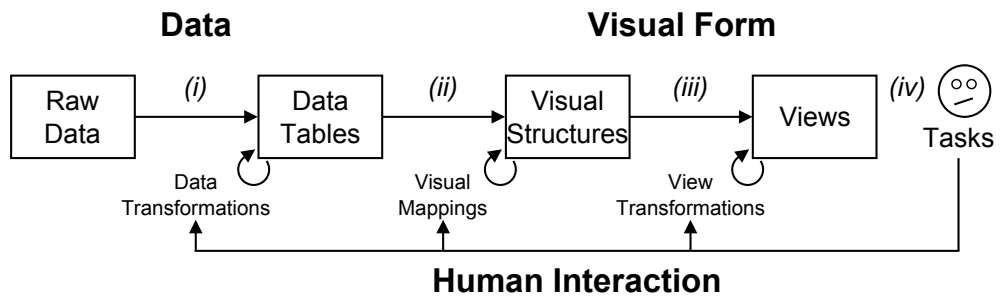 Data
Visual Form
(i)
(ii)
(iii)
(iv)
Raw
Data
Data
Tables
Visual
Structures
Views
Tasks
Data
Transformations
Visual
Mappings
View
Transformations
Human Interaction